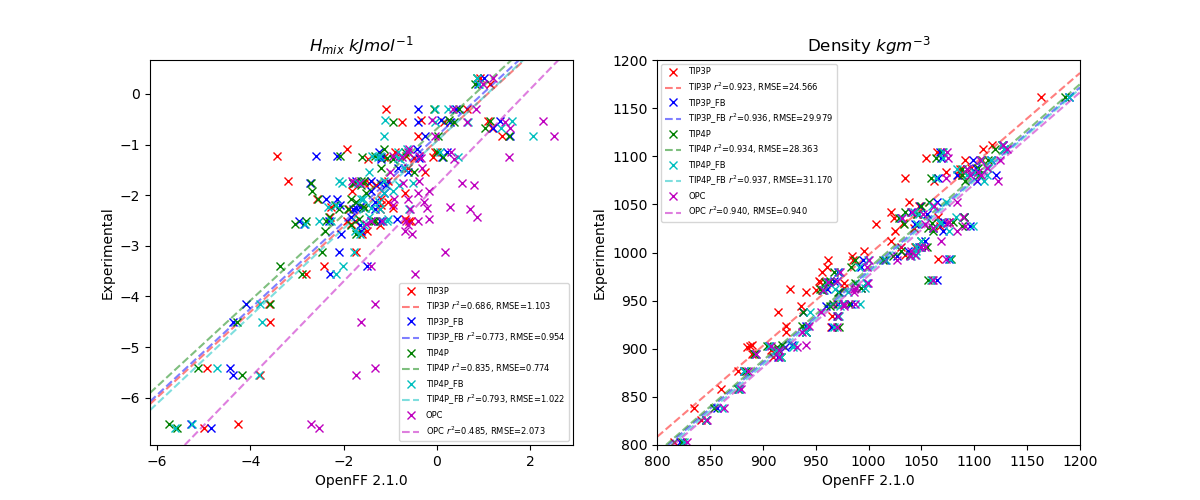 H_mix kJmol⁻¹
Experimental
0
−1
−2
−3
−4
−5
−6
−6
−4
−2
0
2
OpenFF 2.1.0
TIP3P
TIP3P r²=0.686, RMSE=1.103
TIP3P_FB
TIP3P_FB r²=0.773, RMSE=0.954
TIP4P
TIP4P r²=0.835, RMSE=0.774
TIP4P_FB
TIP4P_FB r²=0.793, RMSE=1.022
OPC
OPC r²=0.485, RMSE=2.073
Density kgm⁻³
Experimental
1200
1150
1100
1050
1000
950
900
850
800
800
850
900
950
1000
1050
1100
1150
1200
OpenFF 2.1.0
TIP3P
TIP3P r²=0.923, RMSE=24.566
TIP3P_FB
TIP3P_FB r²=0.936, RMSE=29.979
TIP4P
TIP4P r²=0.934, RMSE=28.363
TIP4P_FB
TIP4P_FB r²=0.937, RMSE=31.170
OPC
OPC r²=0.940, RMSE=0.940